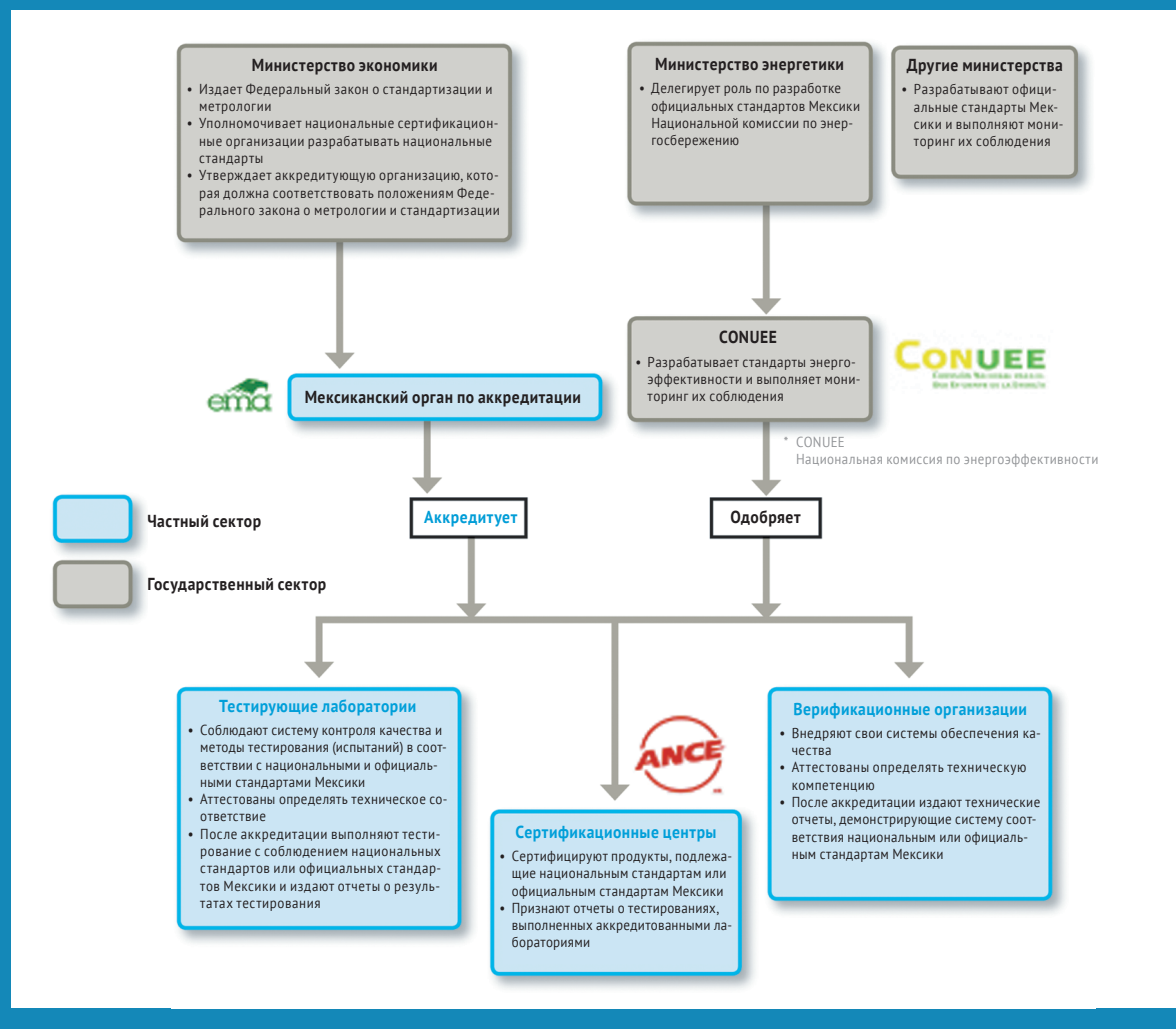 Министерство экономики
• Издает Федеральный закон о стандартизации и
метрологии
• Уполномочивает национальные сертификацион-
ные организации разрабатывать национальные
стандарты
• Утверждает аккредитующую организацию, кото-
рая должна соответствовать положениям Феде-
рального закона о метрологии и стандартизации
Министерство энергетики
• Делегирует роль по разработке
официальных стандартов Мексики
Национальной комиссии по энер-
госбережению
Другие министерства
• Разрабатывают офици-
альные стандарты Мек-
сики и выполняют мони-
торинг их соблюдения
CONUEE
• Разрабатывает стандарты энерго-
эффективности и выполняет мони-
торинг их соблюдения
CONUEE
ema
Мексиканский орган по аккредитации
* CONUEE
Национальная комиссия по энергоэффективности
Частный сектор
Государственный сектор
Аккредитует
Одобряет
Тестирующие лаборатории
• Соблюдают систему контроля качества и
методы тестирования (испытаний) в соот-
ветствии с национальными и официаль-
ными стандартами Мексики
• Аттестованы определять техническое со-
ответствие
• После аккредитации выполняют тести-
рование с соблюдением национальных
стандартов или официальных стандар-
тов Мексики и издают отчеты о резуль-
татах тестирования
ANCE
Сертификационные центры
• Сертифицируют продукты, подлежа-
щие национальным стандартам или
официальным стандартам Мексики
• Признают отчеты о тестированиях,
выполненных аккредитованными ла-
бораториями
Верификационные организации
• Внедряют свои системы обеспечения ка-
чества
• Аттестованы определять техническую
компетенцию
• После аккредитации издают технические
отчеты, демонстрирующие систему соот-
ветствия национальным или официаль-
ным стандартам Мексики